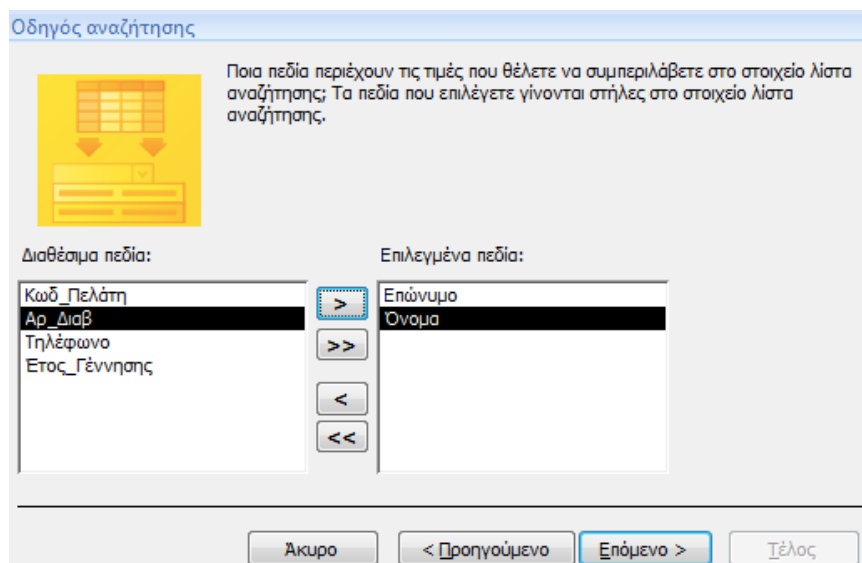 Οδηγός αναζήτησης
Ποια πεδία περιέχουν τις τιμές που θέλετε να συμπεριλάβετε στο στοιχείο λίστα
αναζήτησης; Τα πεδία που επιλέγετε γίνονται στήλες στο στοιχείο λίστα
αναζήτησης.
Διαθέσιμα πεδία:
Επιλεγμένα πεδία:
Κωδ_Πελάτη
Αρ_Διαβ
Τηλέφωνο
Έτος_Γέννησης
>
>>
<
<<
Επώνυμο
Όνομα
Άκυρο
< Προηγούμενο
Επόμενο >
Τέλος